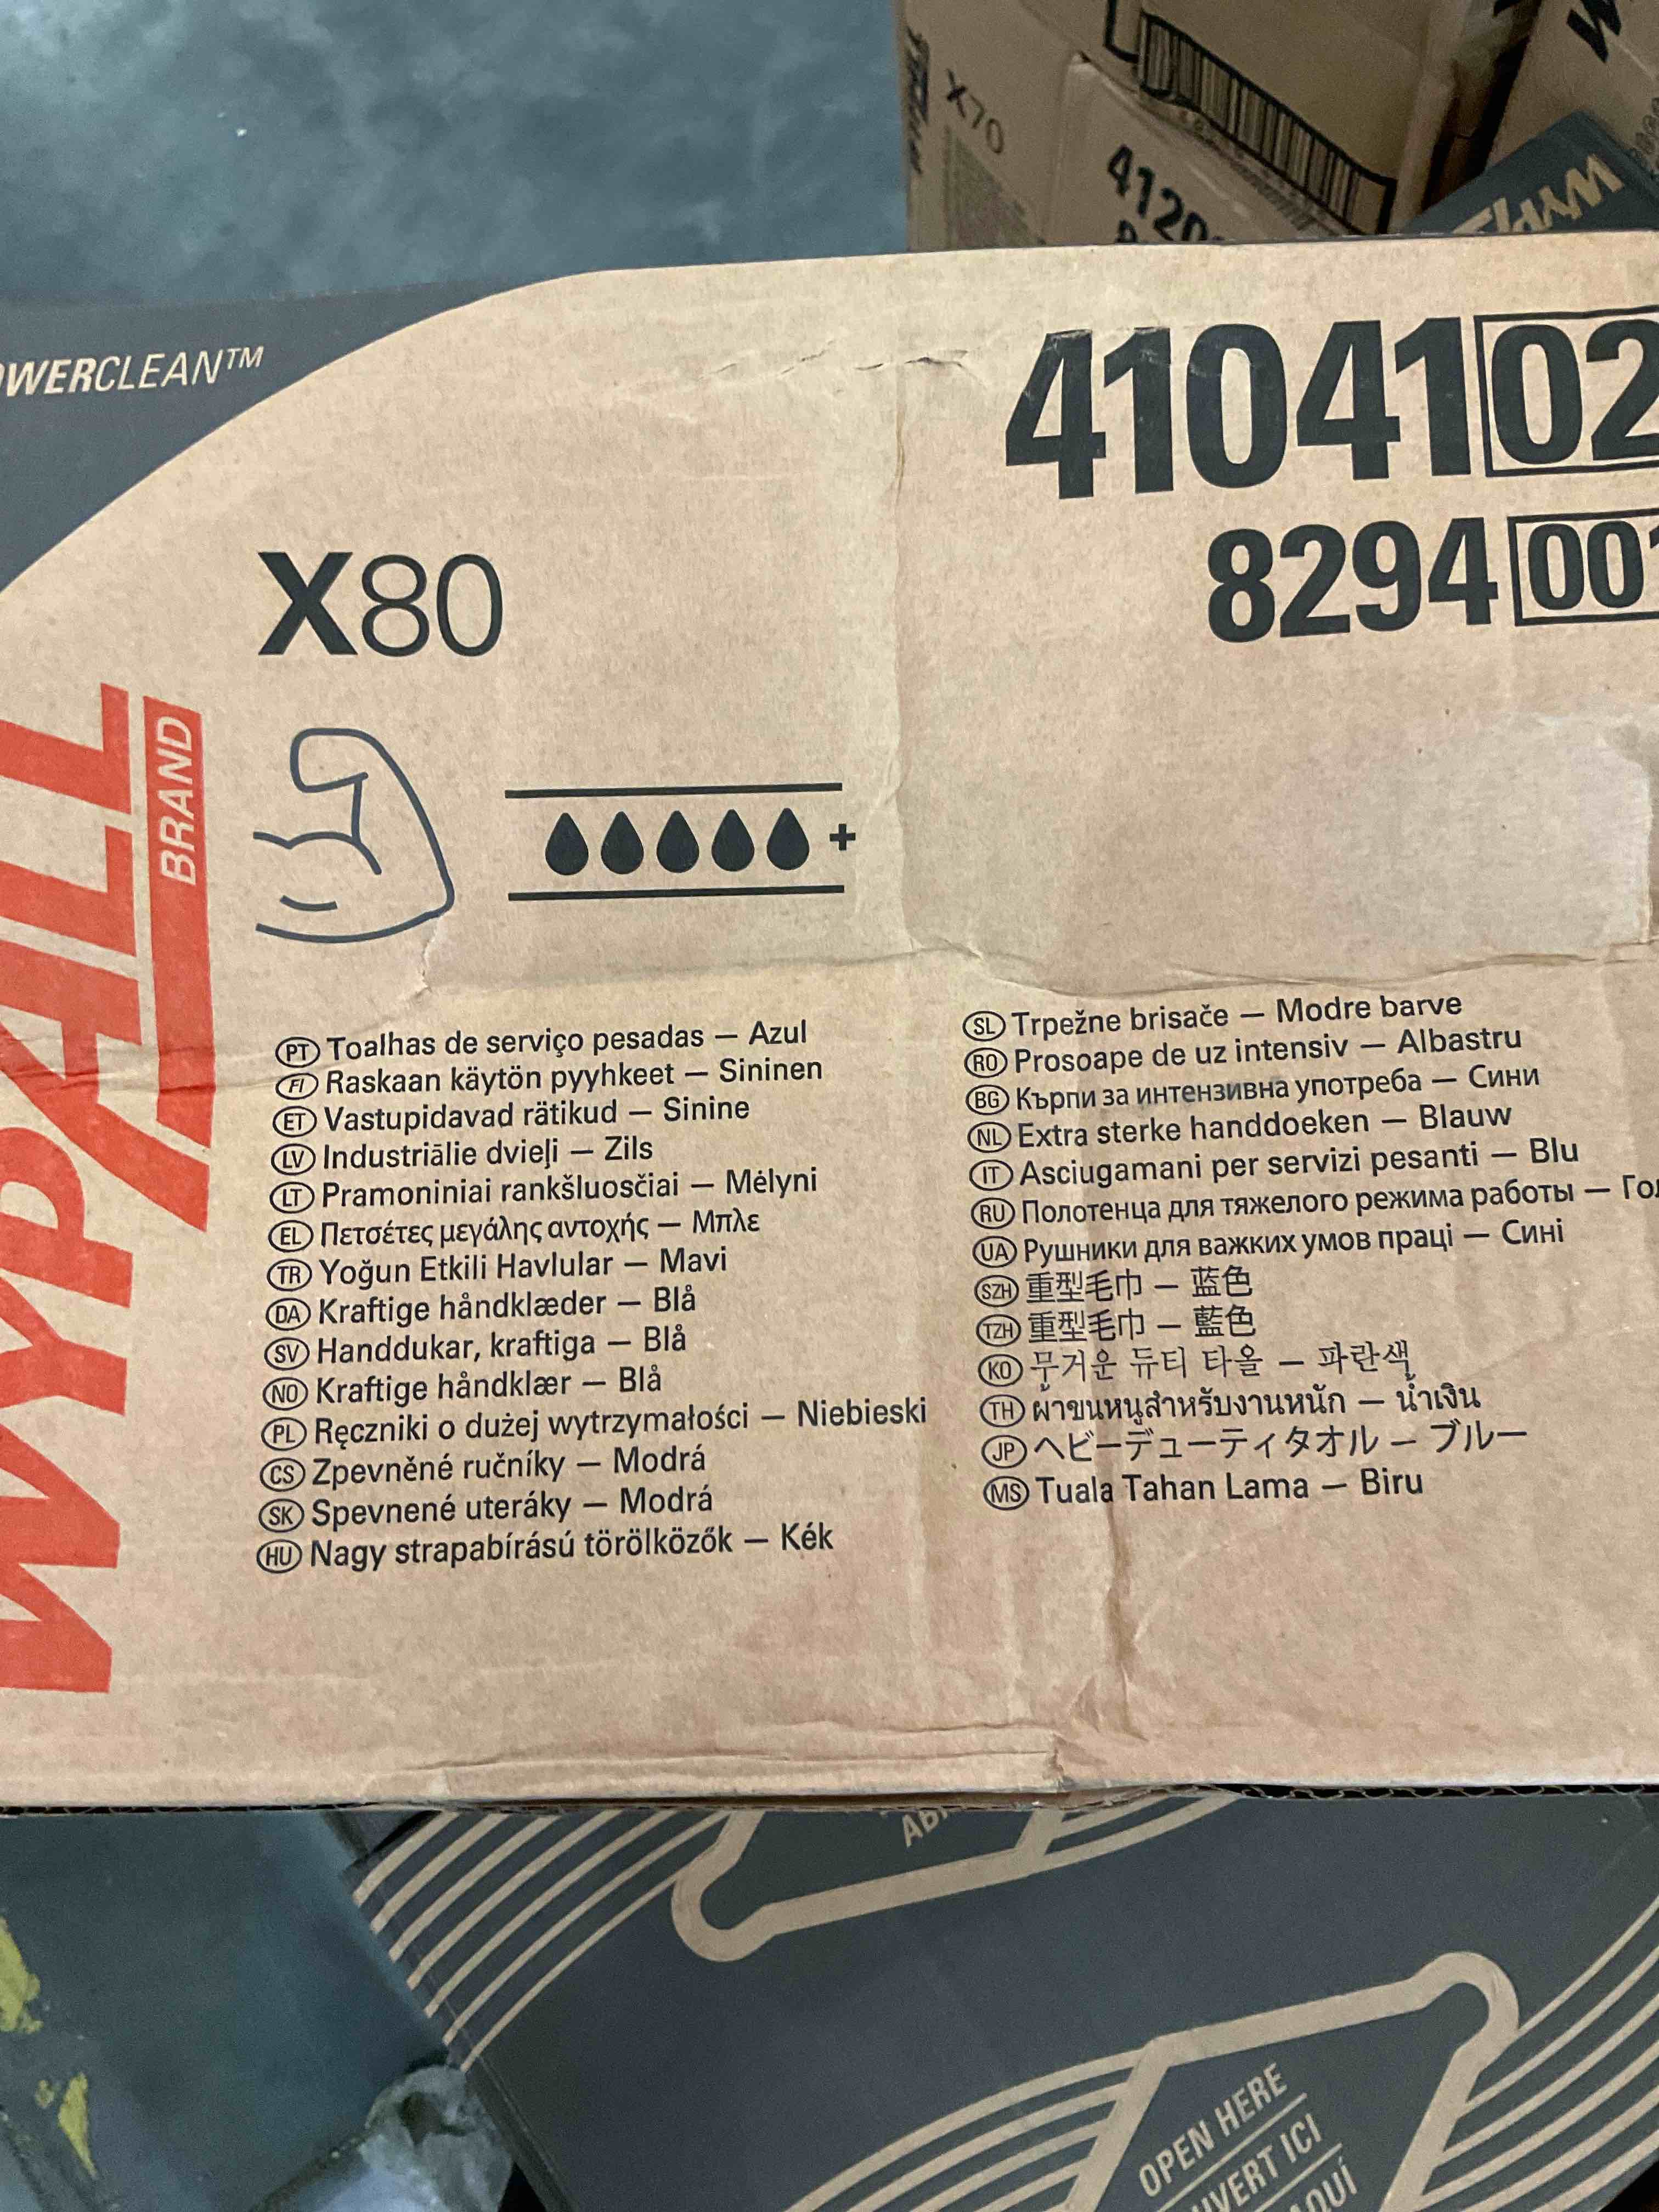 X70
4120
WYPALL
OWERCLEAN™
41041 02
8294 00
X80
WYPALL
BRAND
+
PT Toalhas de serviço pesadas — Azul
FI Raskaan käytön pyyhkeet — Sininen
ET Vastupidavad rätikud — Sinine
LV Industriālie dvieļi — Zils
LT Pramoniniai rankšluosčiai — Mėlyni
EL Πετσέτες μεγάλης αντοχής — Μπλε
TR Yoğun Etkili Havlular — Mavi
DA Kraftige håndklæder — Blå
SV Handdukar, kraftiga — Blå
NO Kraftige håndklær — Blå
PL Ręczniki o dużej wytrzymałości — Niebieski
CS Zpevněné ručníky — Modrá
SK Spevnené uteráky — Modrá
HU Nagy strapabírású törölközők — Kék
SL Trpežne brisače — Modre barve
RO Prosoape de uz intensiv — Albastru
BG Кърпи за интензивна употреба — Сини
NL Extra sterke handdoeken — Blauw
IT Asciugamani per servizi pesanti — Blu
RU Полотенца для тяжелого режима работы — Гол
UA Рушники для важких умов праці — Сині
SZH 重型毛巾 — 蓝色
TZH 重型毛巾 — 藍色
KO 무거운 듀티 타올 — 파란색
TH ผ้าขนหนูสำหรับงานหนัก — น้ำเงิน
JP ヘビーデューティタオル — ブルー
MS Tuala Tahan Lama — Biru
OPEN HERE
UVERT ICI
AQUÍ